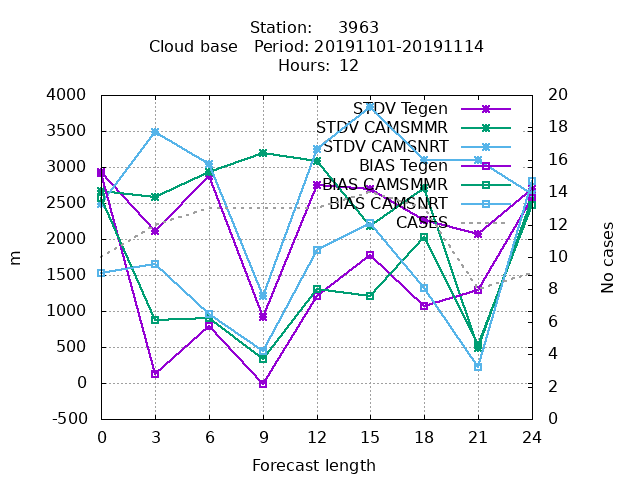 Station: 3963
Cloud base Period: 20191101-20191114
Hours: 12
4000
3500
3000
2500
2000
1500
1000
500
0
-500
m
20
18
16
14
12
10
8
6
4
2
0
No cases
STDV Tegen
STDV CAMSMMR
STDV CAMSNRT
BIAS Tegen
BIAS CAMSMMR
BIAS CAMSNRT
CASES
0 3 6 9 12 15 18 21 24
Forecast length